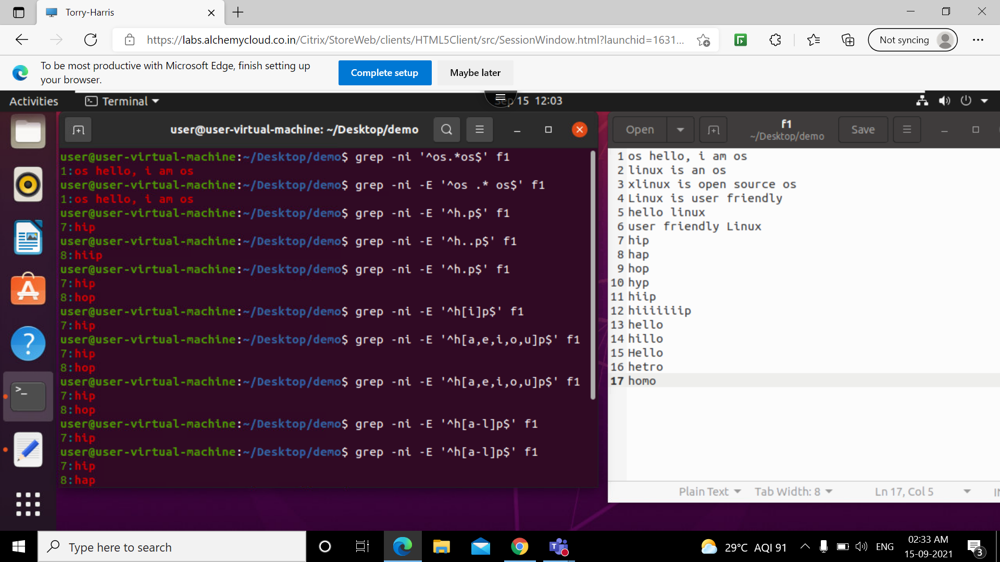 Torry-Harris
https://labs.alchemycloud.co.in/Citrix/StoreWeb/clients/HTML5Client/src/SessionWindow.html?launchid=1631...
Not syncing
To be most productive with Microsoft Edge, finish setting up
your browser.
Complete setup
Maybe later
Activities
Terminal
Sep 15 12:03
user@user-virtual-machine: ~/Desktop/demo
user@user-virtual-machine:~/Desktop/demo$ grep -ni '^os.*os$' f1
1:os hello, i am os
user@user-virtual-machine:~/Desktop/demo$ grep -ni -E '^os .* os$' f1
1:os hello, i am os
user@user-virtual-machine:~/Desktop/demo$ grep -ni -E '^h.p$' f1
7:hip
user@user-virtual-machine:~/Desktop/demo$ grep -ni -E '^h..p$' f1
8:hiip
user@user-virtual-machine:~/Desktop/demo$ grep -ni -E '^h.p$' f1
7:hip
8:hop
user@user-virtual-machine:~/Desktop/demo$ grep -ni -E '^h[i]p$' f1
7:hip
user@user-virtual-machine:~/Desktop/demo$ grep -ni -E '^h[a,e,i,o,u]p$' f1
7:hip
8:hop
user@user-virtual-machine:~/Desktop/demo$ grep -ni -E '^h[a,e,i,o,u]p$' f1
7:hip
8:hop
user@user-virtual-machine:~/Desktop/demo$ grep -ni -E '^h[a-l]p$' f1
7:hip
user@user-virtual-machine:~/Desktop/demo$ grep -ni -E '^h[a-l]p$' f1
7:hip
8:hap
Open
f1
~/Desktop/demo
Save
1 os hello, i am os
2 linux is an os
3 xlinux is open source os
4 Linux is user friendly
5 hello linux
6 user friendly Linux
7 hip
8 hap
9 hop
10 hyp
11 hiip
12 hiiiiiiip
13 hello
14 hillo
15 Hello
16 hetro
17 homo
Plain Text
Tab Width: 8
Ln 17, Col 5
Type here to search
29°C AQI 91
ENG
02:33 AM
15-09-2021
3